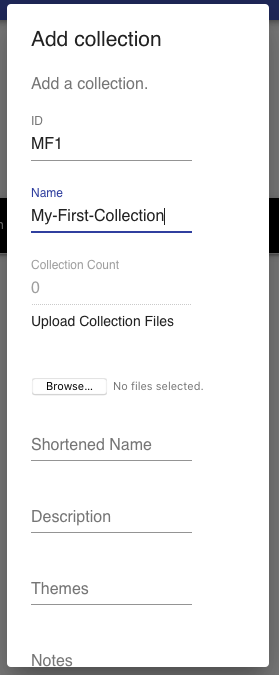 Add collection
Add a collection.
ID
MF1
Name
My-First-Collection
Collection Count
0
Upload Collection Files
Browse... No files selected.
Shortened Name
Description
Themes
Notes